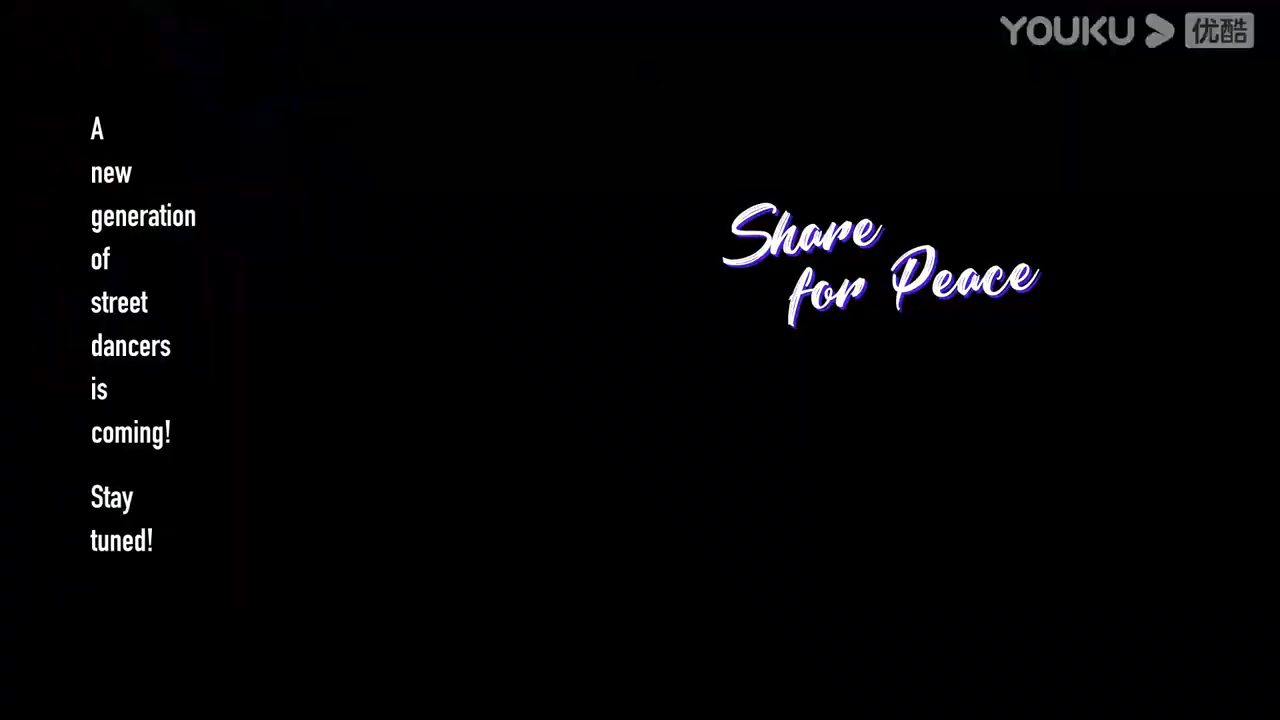 YOUKU 优酷
A
new
generation
of
street
dancers
is
coming!
Stay
tuned!
Share
for Peace